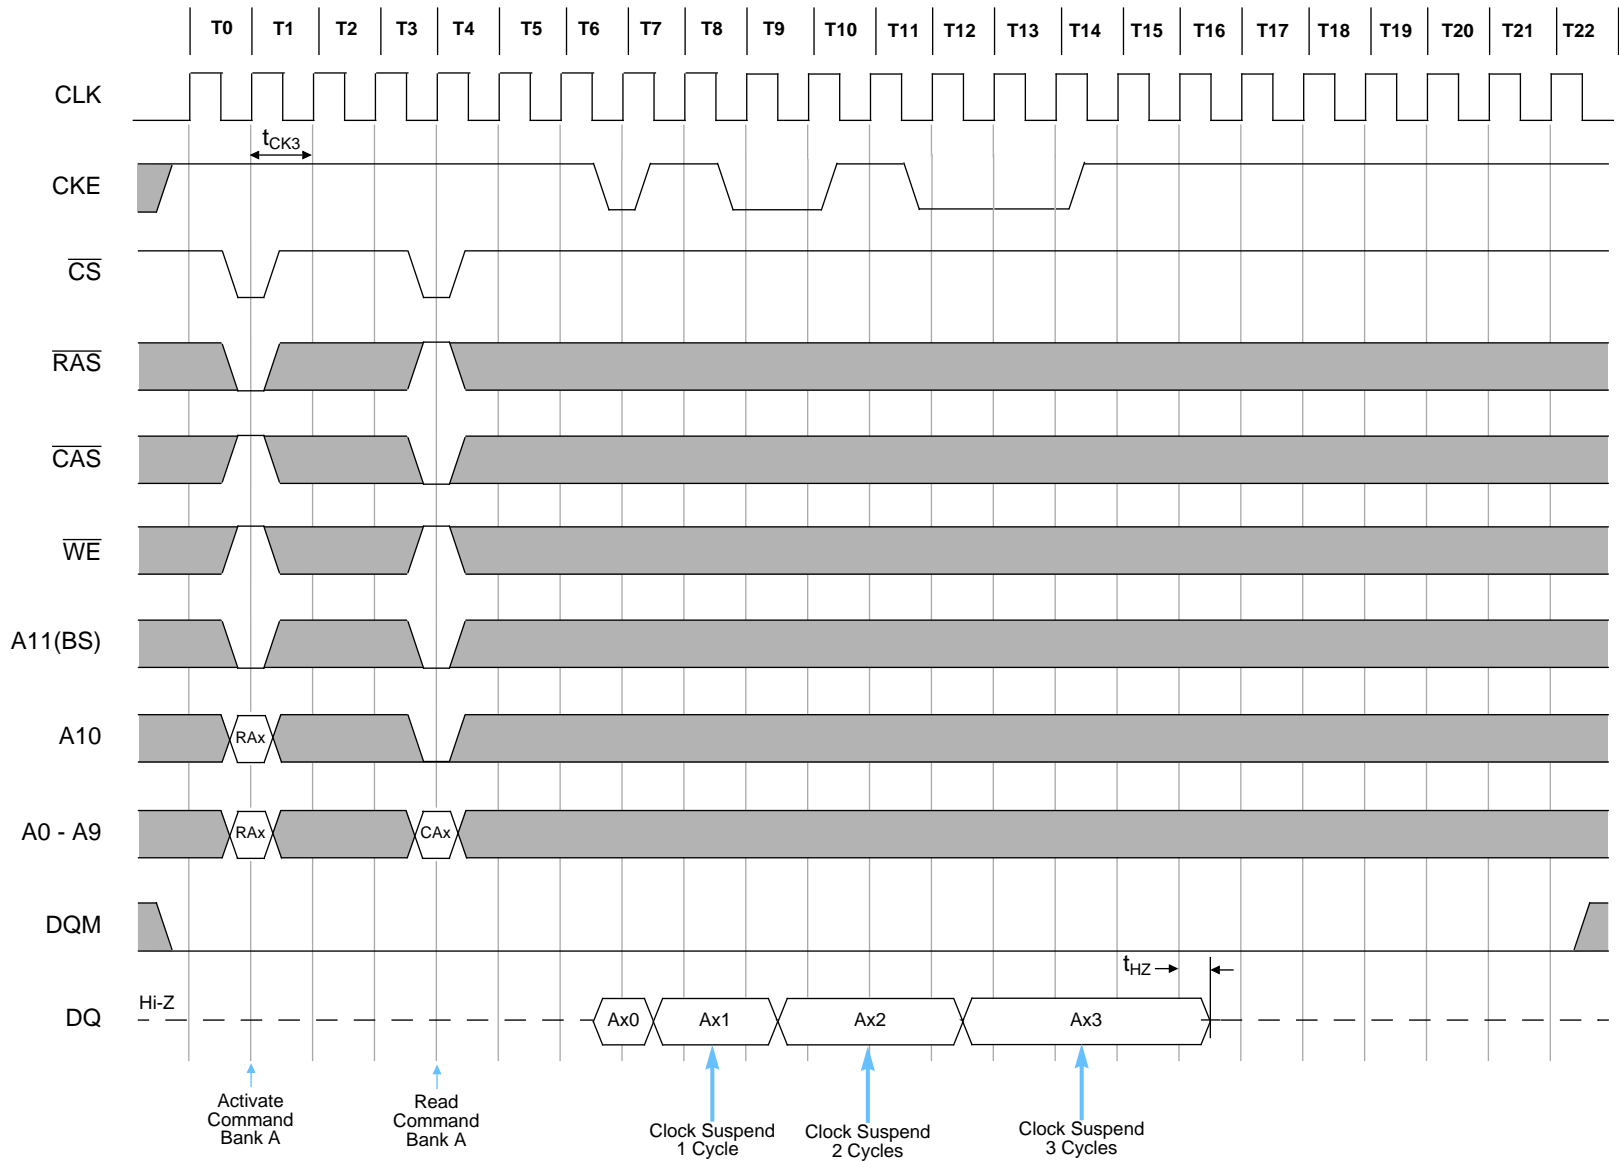 T0 T1 T2 T3 T4 T5 T6 T7 T8 T9 T10 T11 T12 T13 T14 T15 T16 T17 T18 T19 T20 T21 T22
CLK
tCK3
CKE
CS
RAS
CAS
WE
A11(BS)
A10
RAx
A0 - A9
RAx CAx
DQM
tHZ
Hi-Z
DQ
Ax0 Ax1 Ax2 Ax3
Activate
Command
Bank A
Read
Command
Bank A
Clock Suspend
1 Cycle
Clock Suspend
2 Cycles
Clock Suspend
3 Cycles